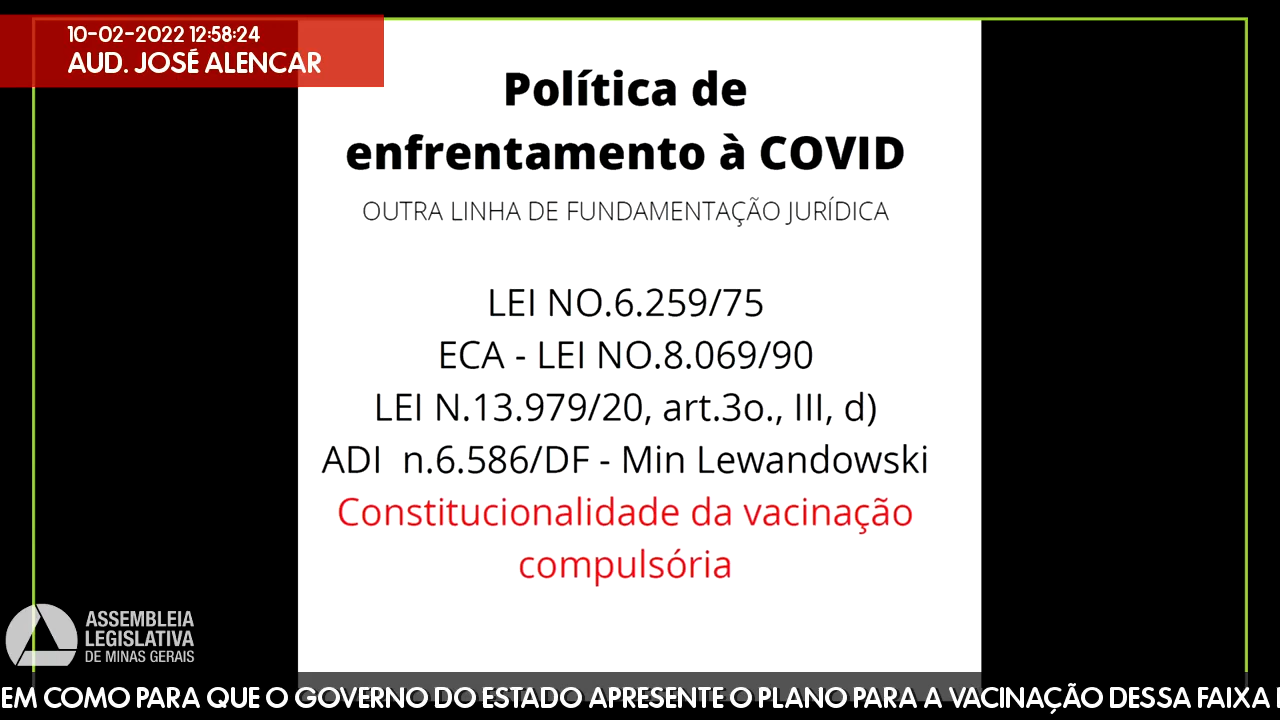 10-02-2022 12:58:24
AUD. JOSÉ ALENCAR
Política de
enfrentamento à COVID
OUTRA LINHA DE FUNDAMENTAÇÃO JURÍDICA
LEI NO.6.259/75
ECA - LEI NO.8.069/90
LEI N.13.979/20, art.3o., III, d)
ADI n.6.586/DF - Min Lewandowski
Constitucionalidade da vacinação
compulsória
ASSEMBLEIA
LEGISLATIVA
DE MINAS GERAIS
EM COMO PARA QUE O GOVERNO DO ESTADO APRESENTE O PLANO PARA A VACINAÇÃO DESSA FAIXA